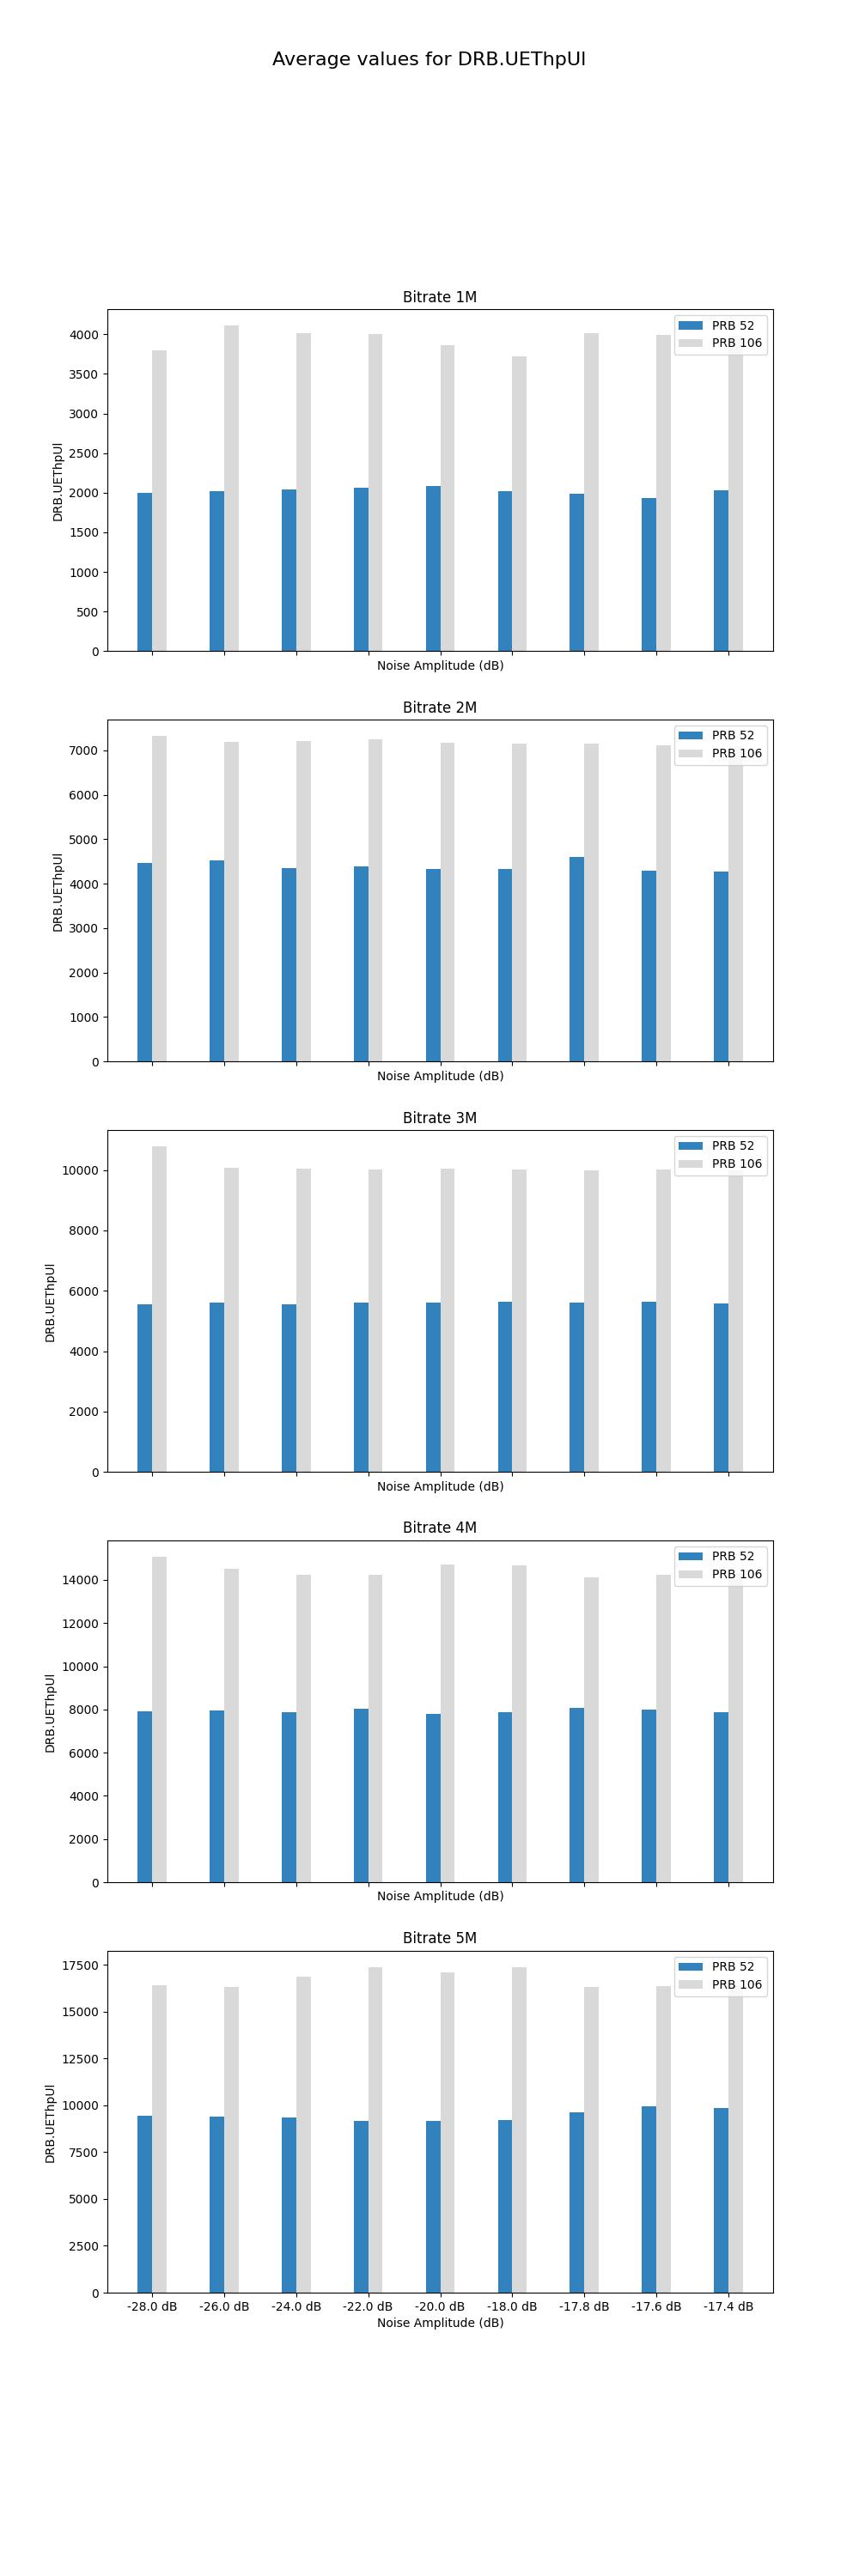 Average values for DRB.UEThpUl
Bitrate 1M
PRB 52
PRB 106
4000
3500
3000
2500
2000
1500
1000
500
0
DRB.UEThpUl
Noise Amplitude (dB)
Bitrate 2M
PRB 52
PRB 106
7000
6000
5000
4000
3000
2000
1000
0
DRB.UEThpUl
Noise Amplitude (dB)
Bitrate 3M
PRB 52
PRB 106
10000
8000
6000
4000
2000
0
DRB.UEThpUl
Noise Amplitude (dB)
Bitrate 4M
PRB 52
PRB 106
14000
12000
10000
8000
6000
4000
2000
0
DRB.UEThpUl
Noise Amplitude (dB)
Bitrate 5M
PRB 52
PRB 106
17500
15000
12500
10000
7500
5000
2500
0
DRB.UEThpUl
-28.0 dB -26.0 dB -24.0 dB -22.0 dB -20.0 dB -18.0 dB -17.8 dB -17.6 dB -17.4 dB
Noise Amplitude (dB)